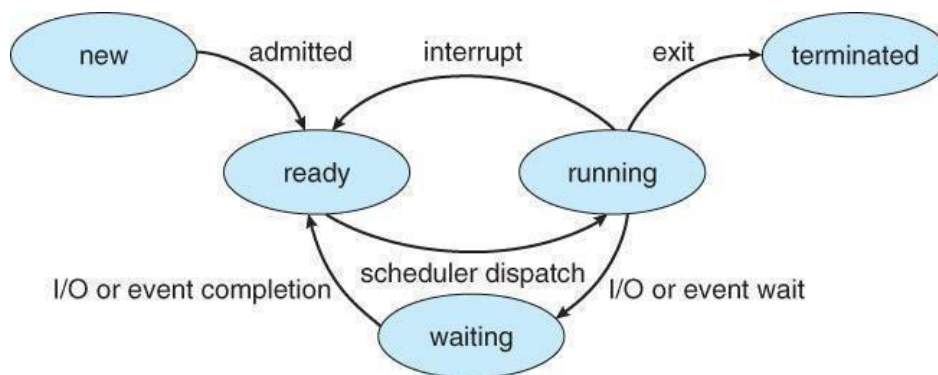 new
admitted
interrupt
exit
terminated
ready
running
scheduler dispatch
I/O or event completion
I/O or event wait
waiting